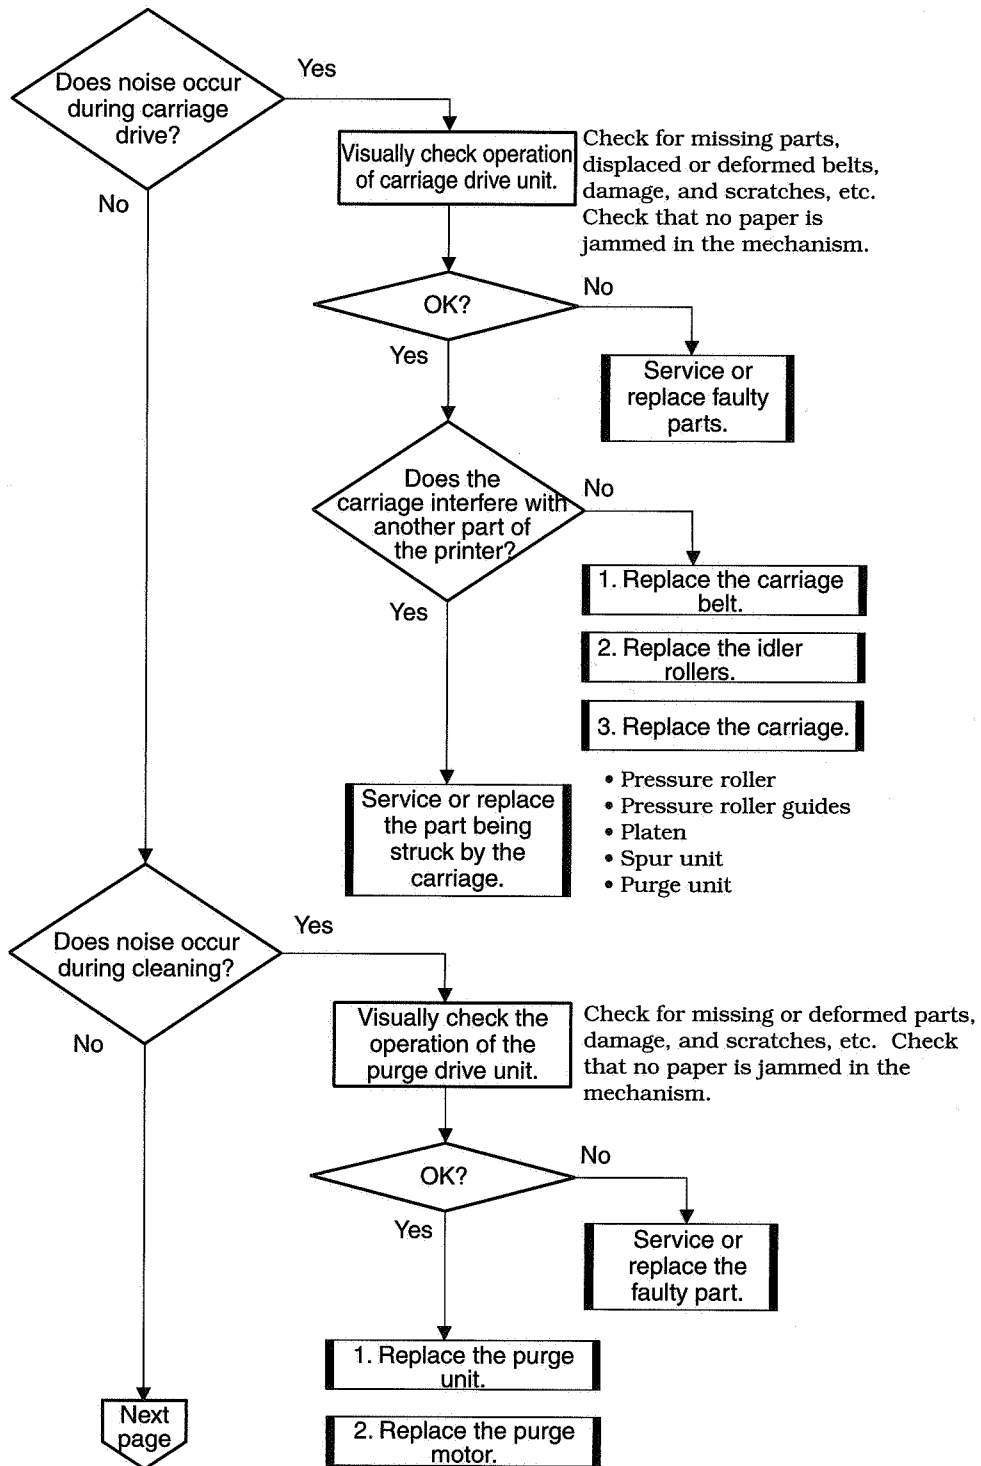 Does noise occur
during carriage
drive?
Yes
No
Visually check operation
of carriage drive unit.
Check for missing parts,
displaced or deformed belts,
damage, and scratches, etc.
Check that no paper is
jammed in the mechanism.
OK?
No
Yes
Service or
replace faulty
parts.
Does the
carriage interfere with
another part of
the printer?
No
Yes
1. Replace the carriage
belt.
2. Replace the idler
rollers.
3. Replace the carriage.
Service or replace
the part being
struck by the
carriage.
• Pressure roller
• Pressure roller guides
• Platen
• Spur unit
• Purge unit
Does noise occur
during cleaning?
Yes
No
Visually check the
operation of the
purge drive unit.
Check for missing or deformed parts,
damage, and scratches, etc. Check
that no paper is jammed in the
mechanism.
OK?
No
Yes
Service or
replace the
faulty part.
1. Replace the purge
unit.
2. Replace the purge
motor.
Next
page